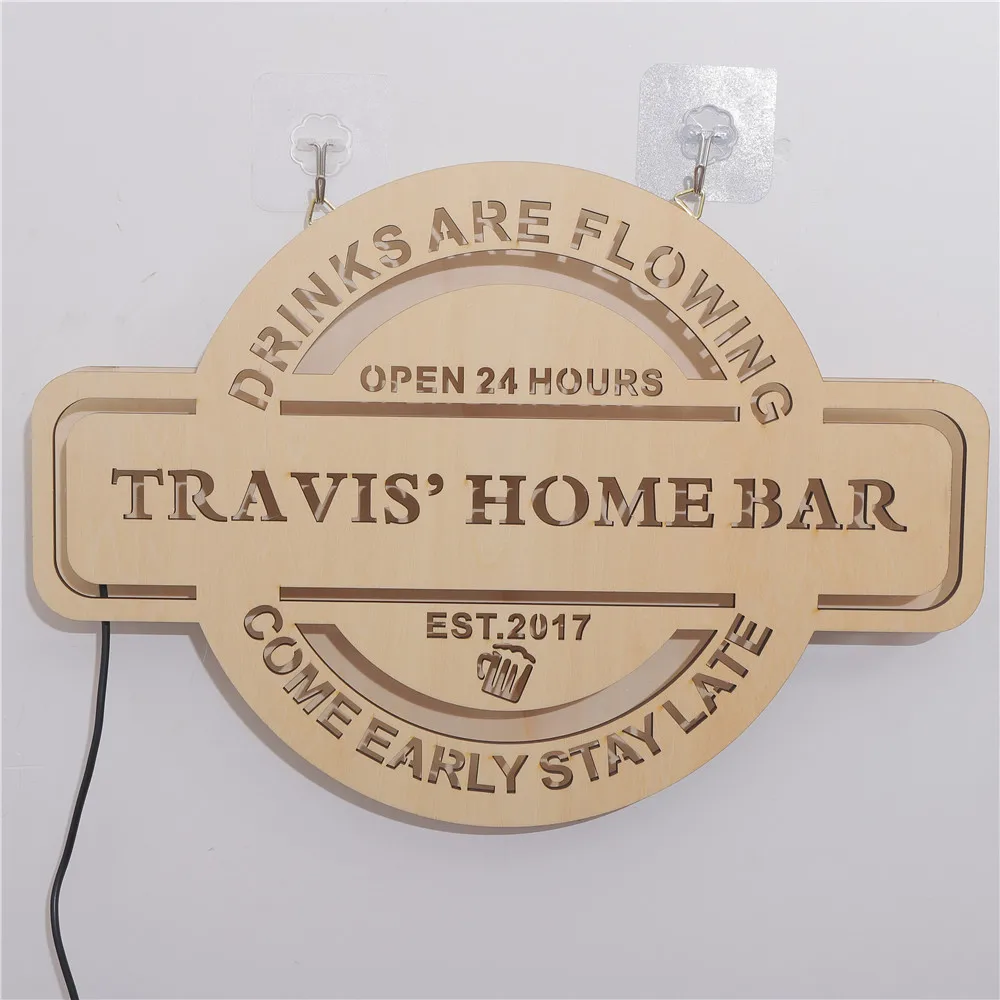 DRINKS ARE FLOWING
OPEN 24 HOURS
TRAVIS' HOME BAR
EST.2017
COME EARLY STAY LATE